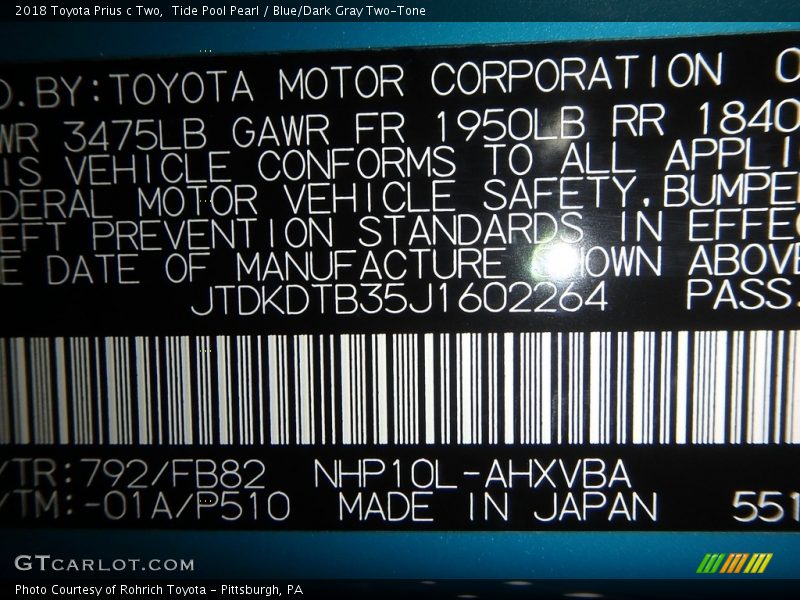 2018 Toyota Prius c Two,  Tide Pool Pearl / Blue/Dark Gray Two-Tone
D.BY:TOYOTA MOTOR CORPORATION
WR 3475LB GAWR FR 1950LB RR 1840
IS VEHICLE CONFORMS TO ALL APPLI
DERAL MOTOR VEHICLE SAFETY,BUMPE
EFT PREVENTION STANDARDS IN EFFE
E DATE OF MANUFACTURE SHOWN ABOVE
JTDKDTB35J1602264 PASS.
/TR:792/FB82 NHP10L-AHXVBA
/TM:-01A/P510 MADE IN JAPAN 551
GTCARLOT.COM
Photo Courtesy of Rohrich Toyota - Pittsburgh, PA